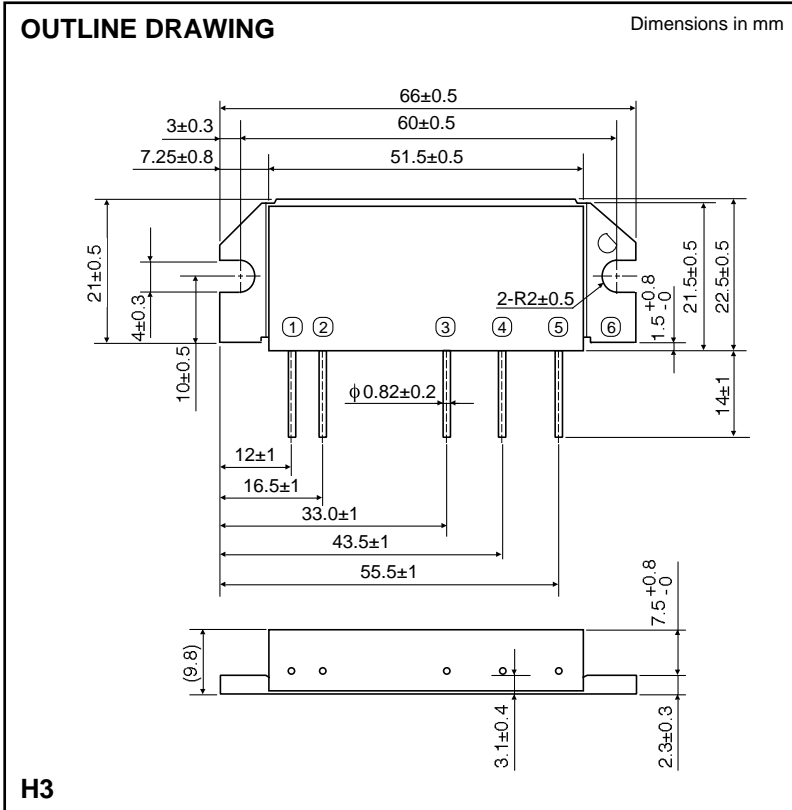 OUTLINE DRAWING
Dimensions in mm
66±0.5
3±0.3
60±0.5
7.25±0.8
51.5±0.5
21±0.5
4±0.3
10±0.5
2-R2±0.5
1.5 +0.8 -0
21.5±0.5
22.5±0.5
1 2 3 4 5 6
ϕ0.82±0.2
14±1
12±1
16.5±1
33.0±1
43.5±1
55.5±1
(9.8)
7.5 +0.8 -0
3.1±0.4
2.3±0.3
H3